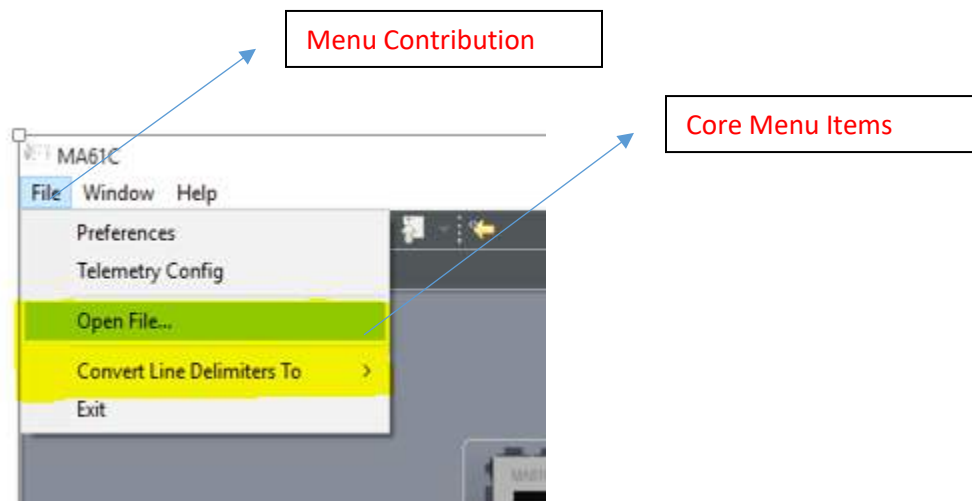 Menu Contribution
Core Menu Items
MA61C
File Window Help
Preferences
Telemetry Config
Open File...
Convert Line Delimiters To >
Exit